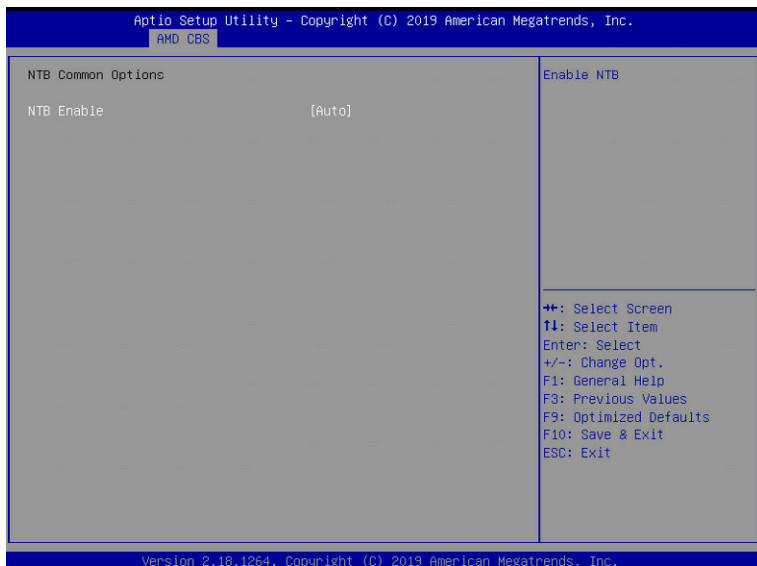 Aptio Setup Utility – Copyright (C) 2019 American Megatrends, Inc.
AMD CBS
NTB Common Options
NTB Enable [Auto]
Enable NTB
→←: Select Screen
↑↓: Select Item
Enter: Select
+/-: Change Opt.
F1: General Help
F3: Previous Values
F9: Optimized Defaults
F10: Save & Exit
ESC: Exit
Version 2.18.1264. Copyright (C) 2019 American Megatrends, Inc.